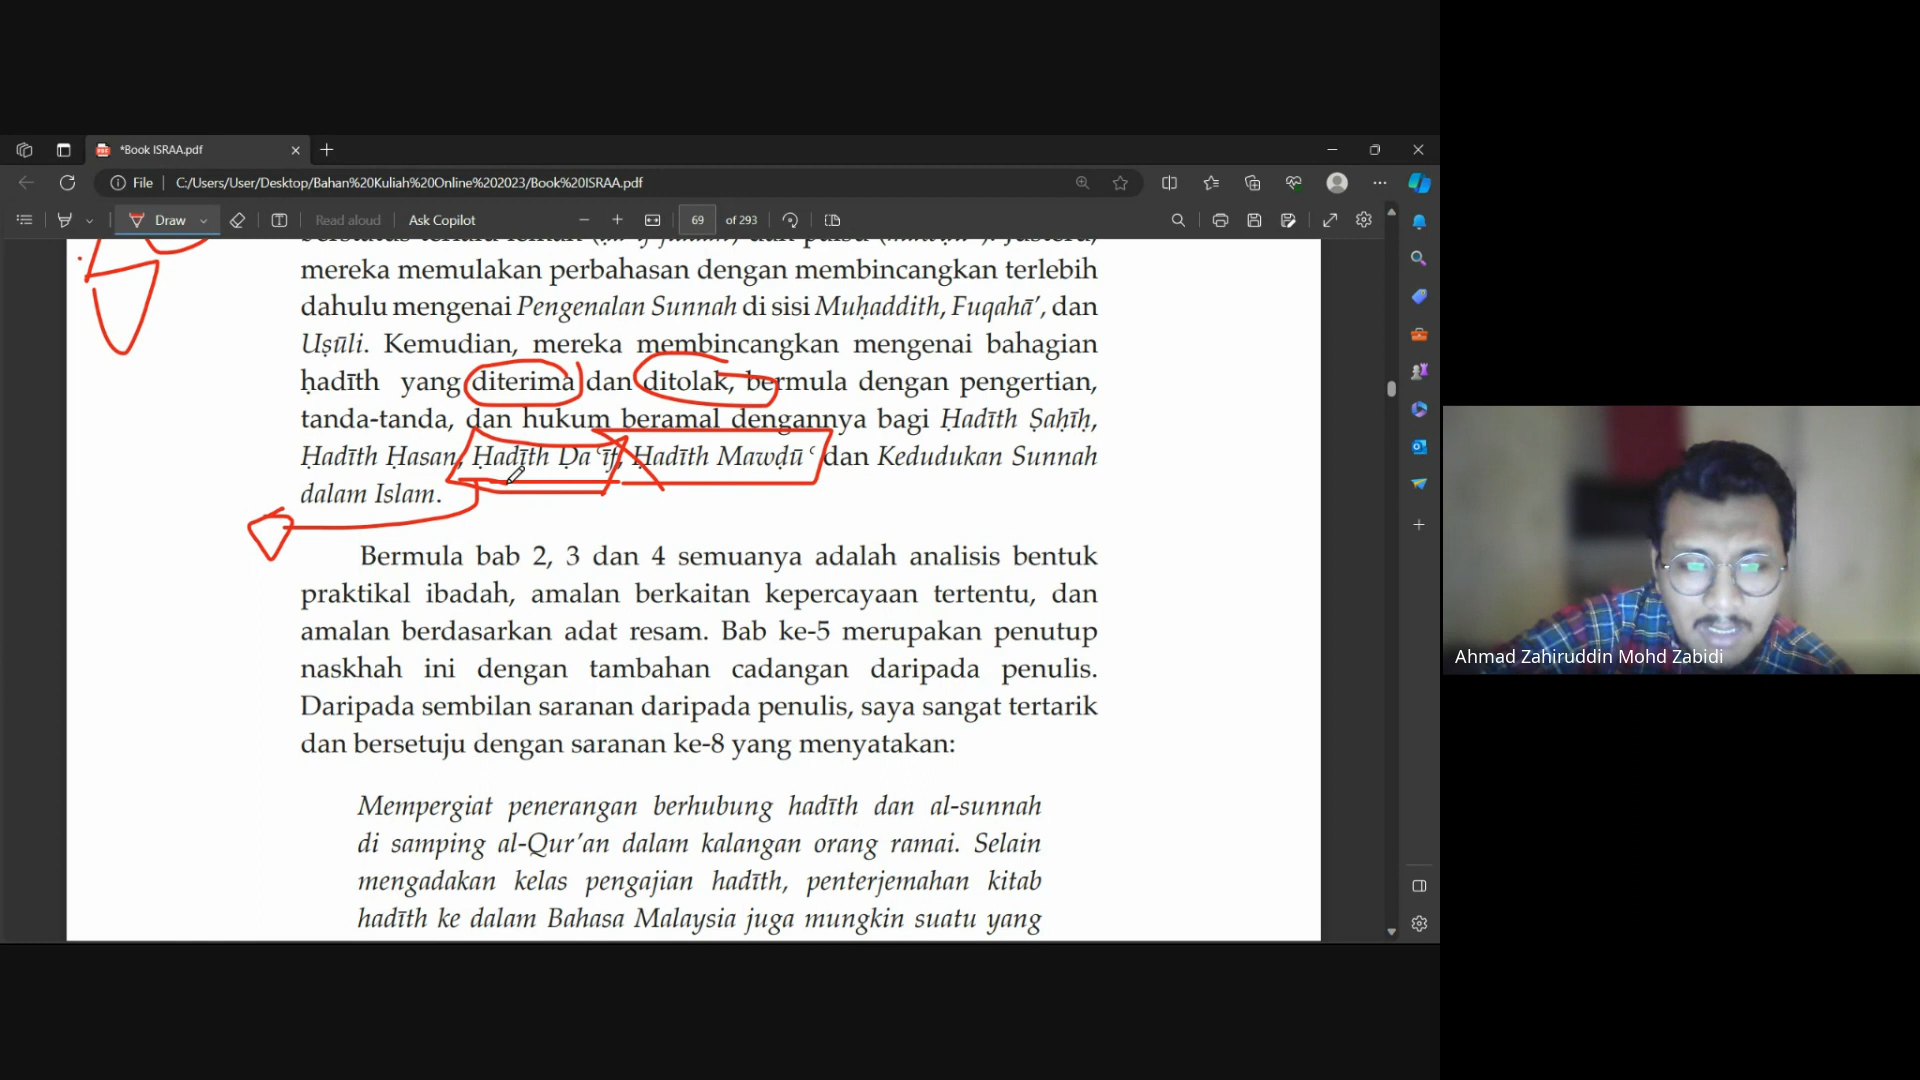 *Book ISRAA.pdf
File
C:/Users/User/Desktop/Bahan%20Kuliah%20Online%202023/Book%20ISRAA.pdf
Draw
Read aloud
Ask Copilot
69
of 293
mereka memulakan perbahasan dengan membincangkan terlebih
dahulu mengenai Pengenalan Sunnah di sisi Muḥaddith, Fuqahā’, dan
Uṣūli. Kemudian, mereka membincangkan mengenai bahagian
ḥadīth yang diterima dan ditolak, bermula dengan pengertian,
tanda-tanda, dan hukum beramal dengannya bagi Ḥadīth Ṣaḥīḥ,
Ḥadīth Ḥasan, Ḥadīth Ḍaʿīf, Ḥadīth Mawḍūʿ dan Kedudukan Sunnah
dalam Islam.
Bermula bab 2, 3 dan 4 semuanya adalah analisis bentuk
praktikal ibadah, amalan berkaitan kepercayaan tertentu, dan
amalan berdasarkan adat resam. Bab ke-5 merupakan penutup
naskhah ini dengan tambahan cadangan daripada penulis.
Daripada sembilan saranan daripada penulis, saya sangat tertarik
dan bersetuju dengan saranan ke-8 yang menyatakan:
Mempergiat penerangan berhubung hadīth dan al-sunnah
di samping al-Qur’an dalam kalangan orang ramai. Selain
mengadakan kelas pengajian hadīth, penterjemahan kitab
hadīth ke dalam Bahasa Malaysia juga mungkin suatu yang
Ahmad Zahiruddin Mohd Zabidi